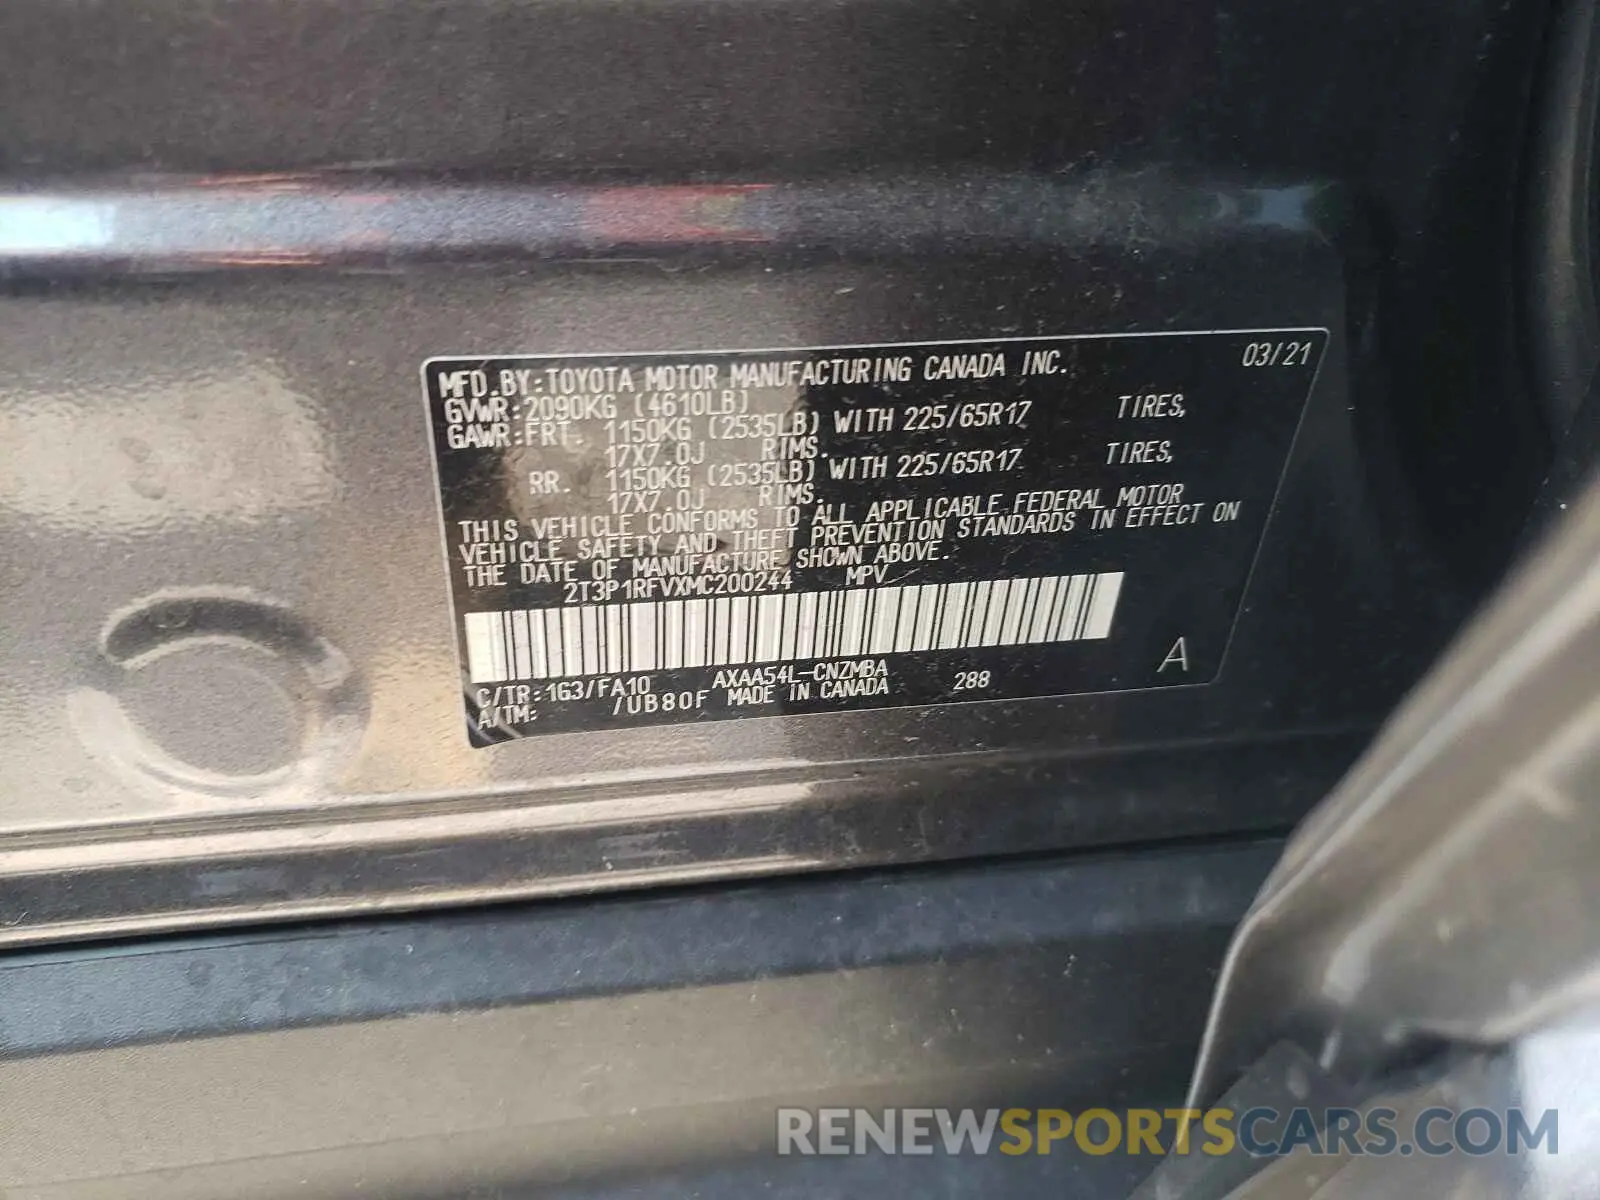 MFD.BY:TOYOTA MOTOR MANUFACTURING CANADA INC. 03/21
GVWR:2090KG (4610LB)
GAWR:FRT. 1150KG (2535LB) WITH 225/65R17 TIRES,
17X7.0J RIMS.
RR. 1150KG (2535LB) WITH 225/65R17 TIRES,
17X7.0J RIMS.
THIS VEHICLE CONFORMS TO ALL APPLICABLE FEDERAL MOTOR
VEHICLE SAFETY AND THEFT PREVENTION STANDARDS IN EFFECT ON
THE DATE OF MANUFACTURE SHOWN ABOVE.
2T3P1RFVXMC200244 MPV
C/TR:1G3/FA10 AXAA54L-CNZMBA 288 A
A/TM: /UB80F MADE IN CANADA
RENEWSPORTSCARS.COM